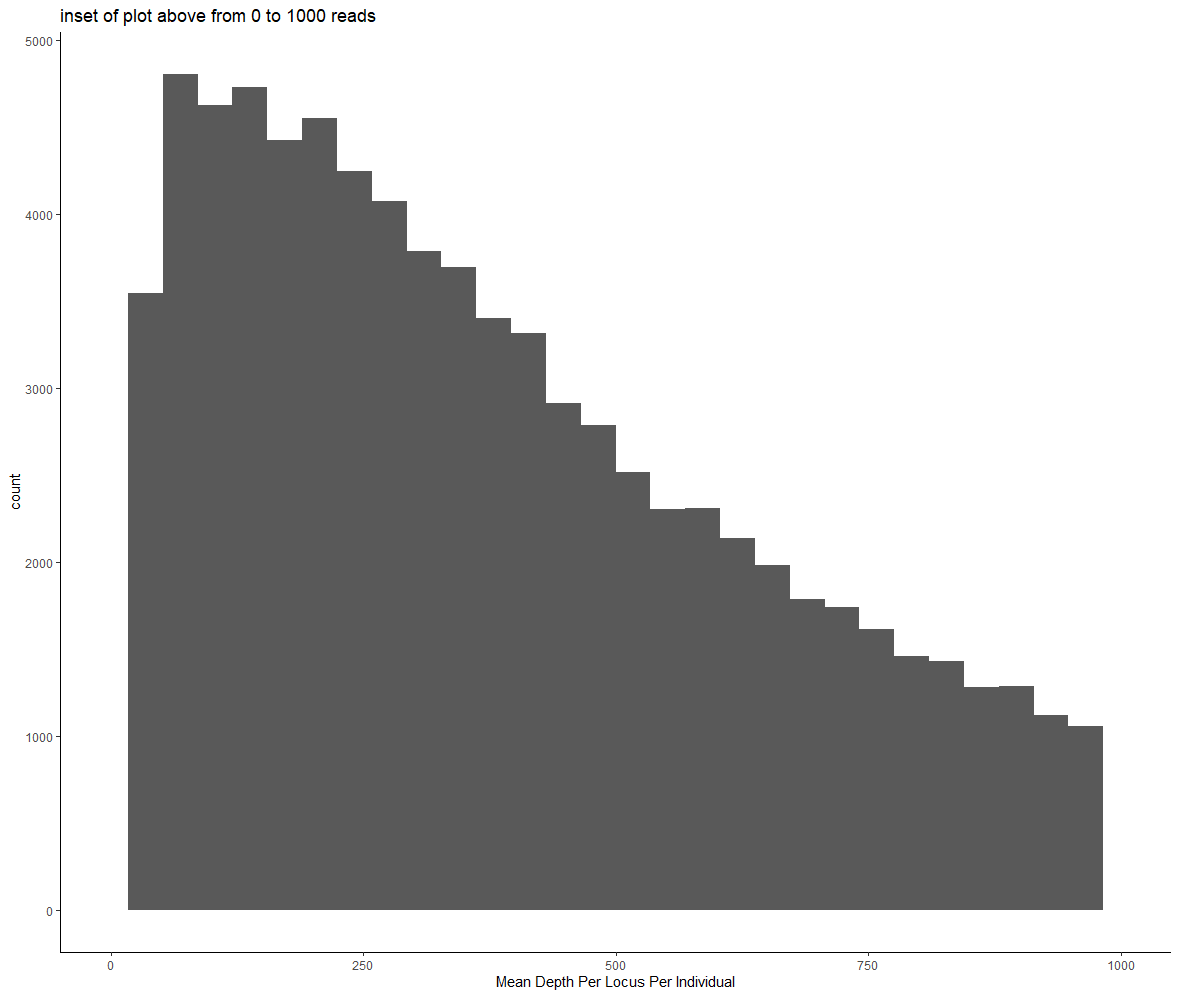 inset of plot above from 0 to 1000 reads
5000
4000
3000
2000
1000
0
count
0 250 500 750 1000
Mean Depth Per Locus Per Individual